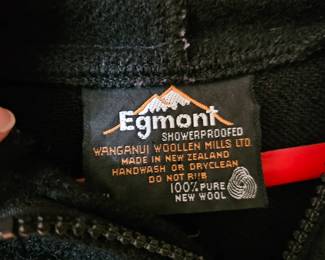 Egmont
SHOWERPROOFED
WANGANUI WOOLLEN MILLS LTD.
MADE IN NEW ZEALAND
HANDWASH OR DRYCLEAN
DO NOT RUB
100% PURE
NEW WOOL